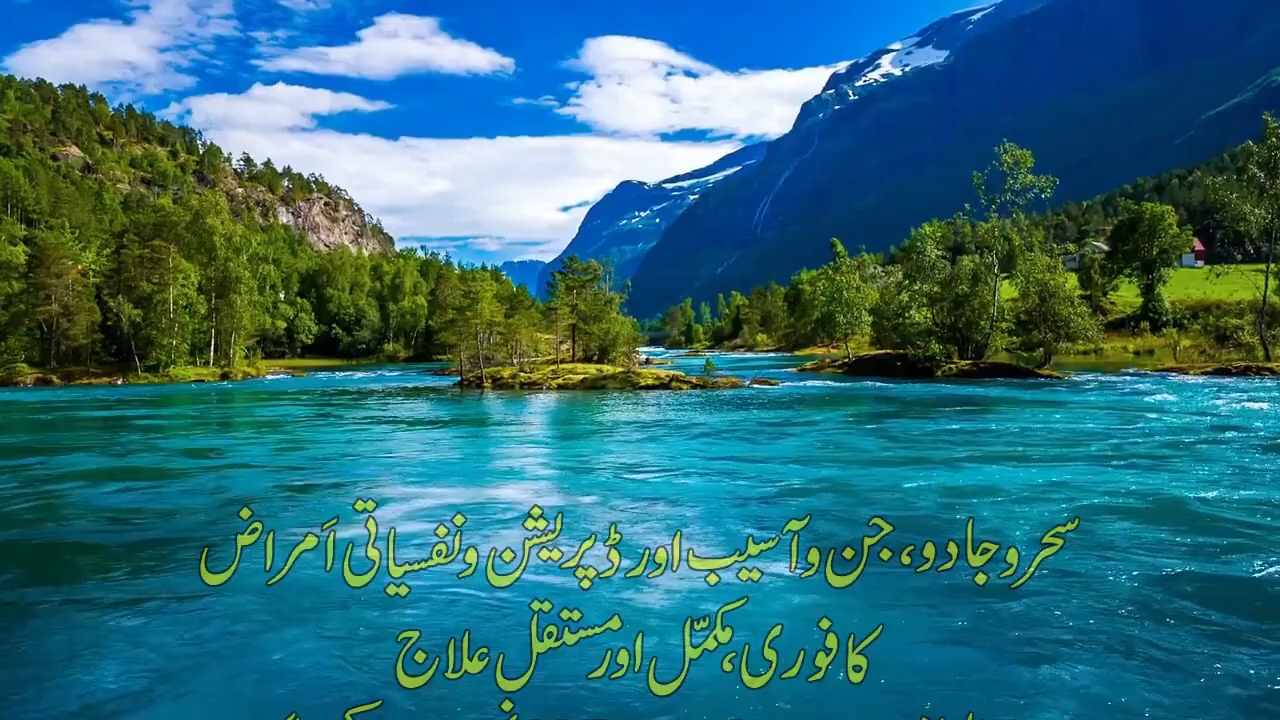 سحر و جادو، جن و آسیب اور ڈپریشن و نفسیاتی اَمراض
کا فوری، مکمّل اور مستقل علاج